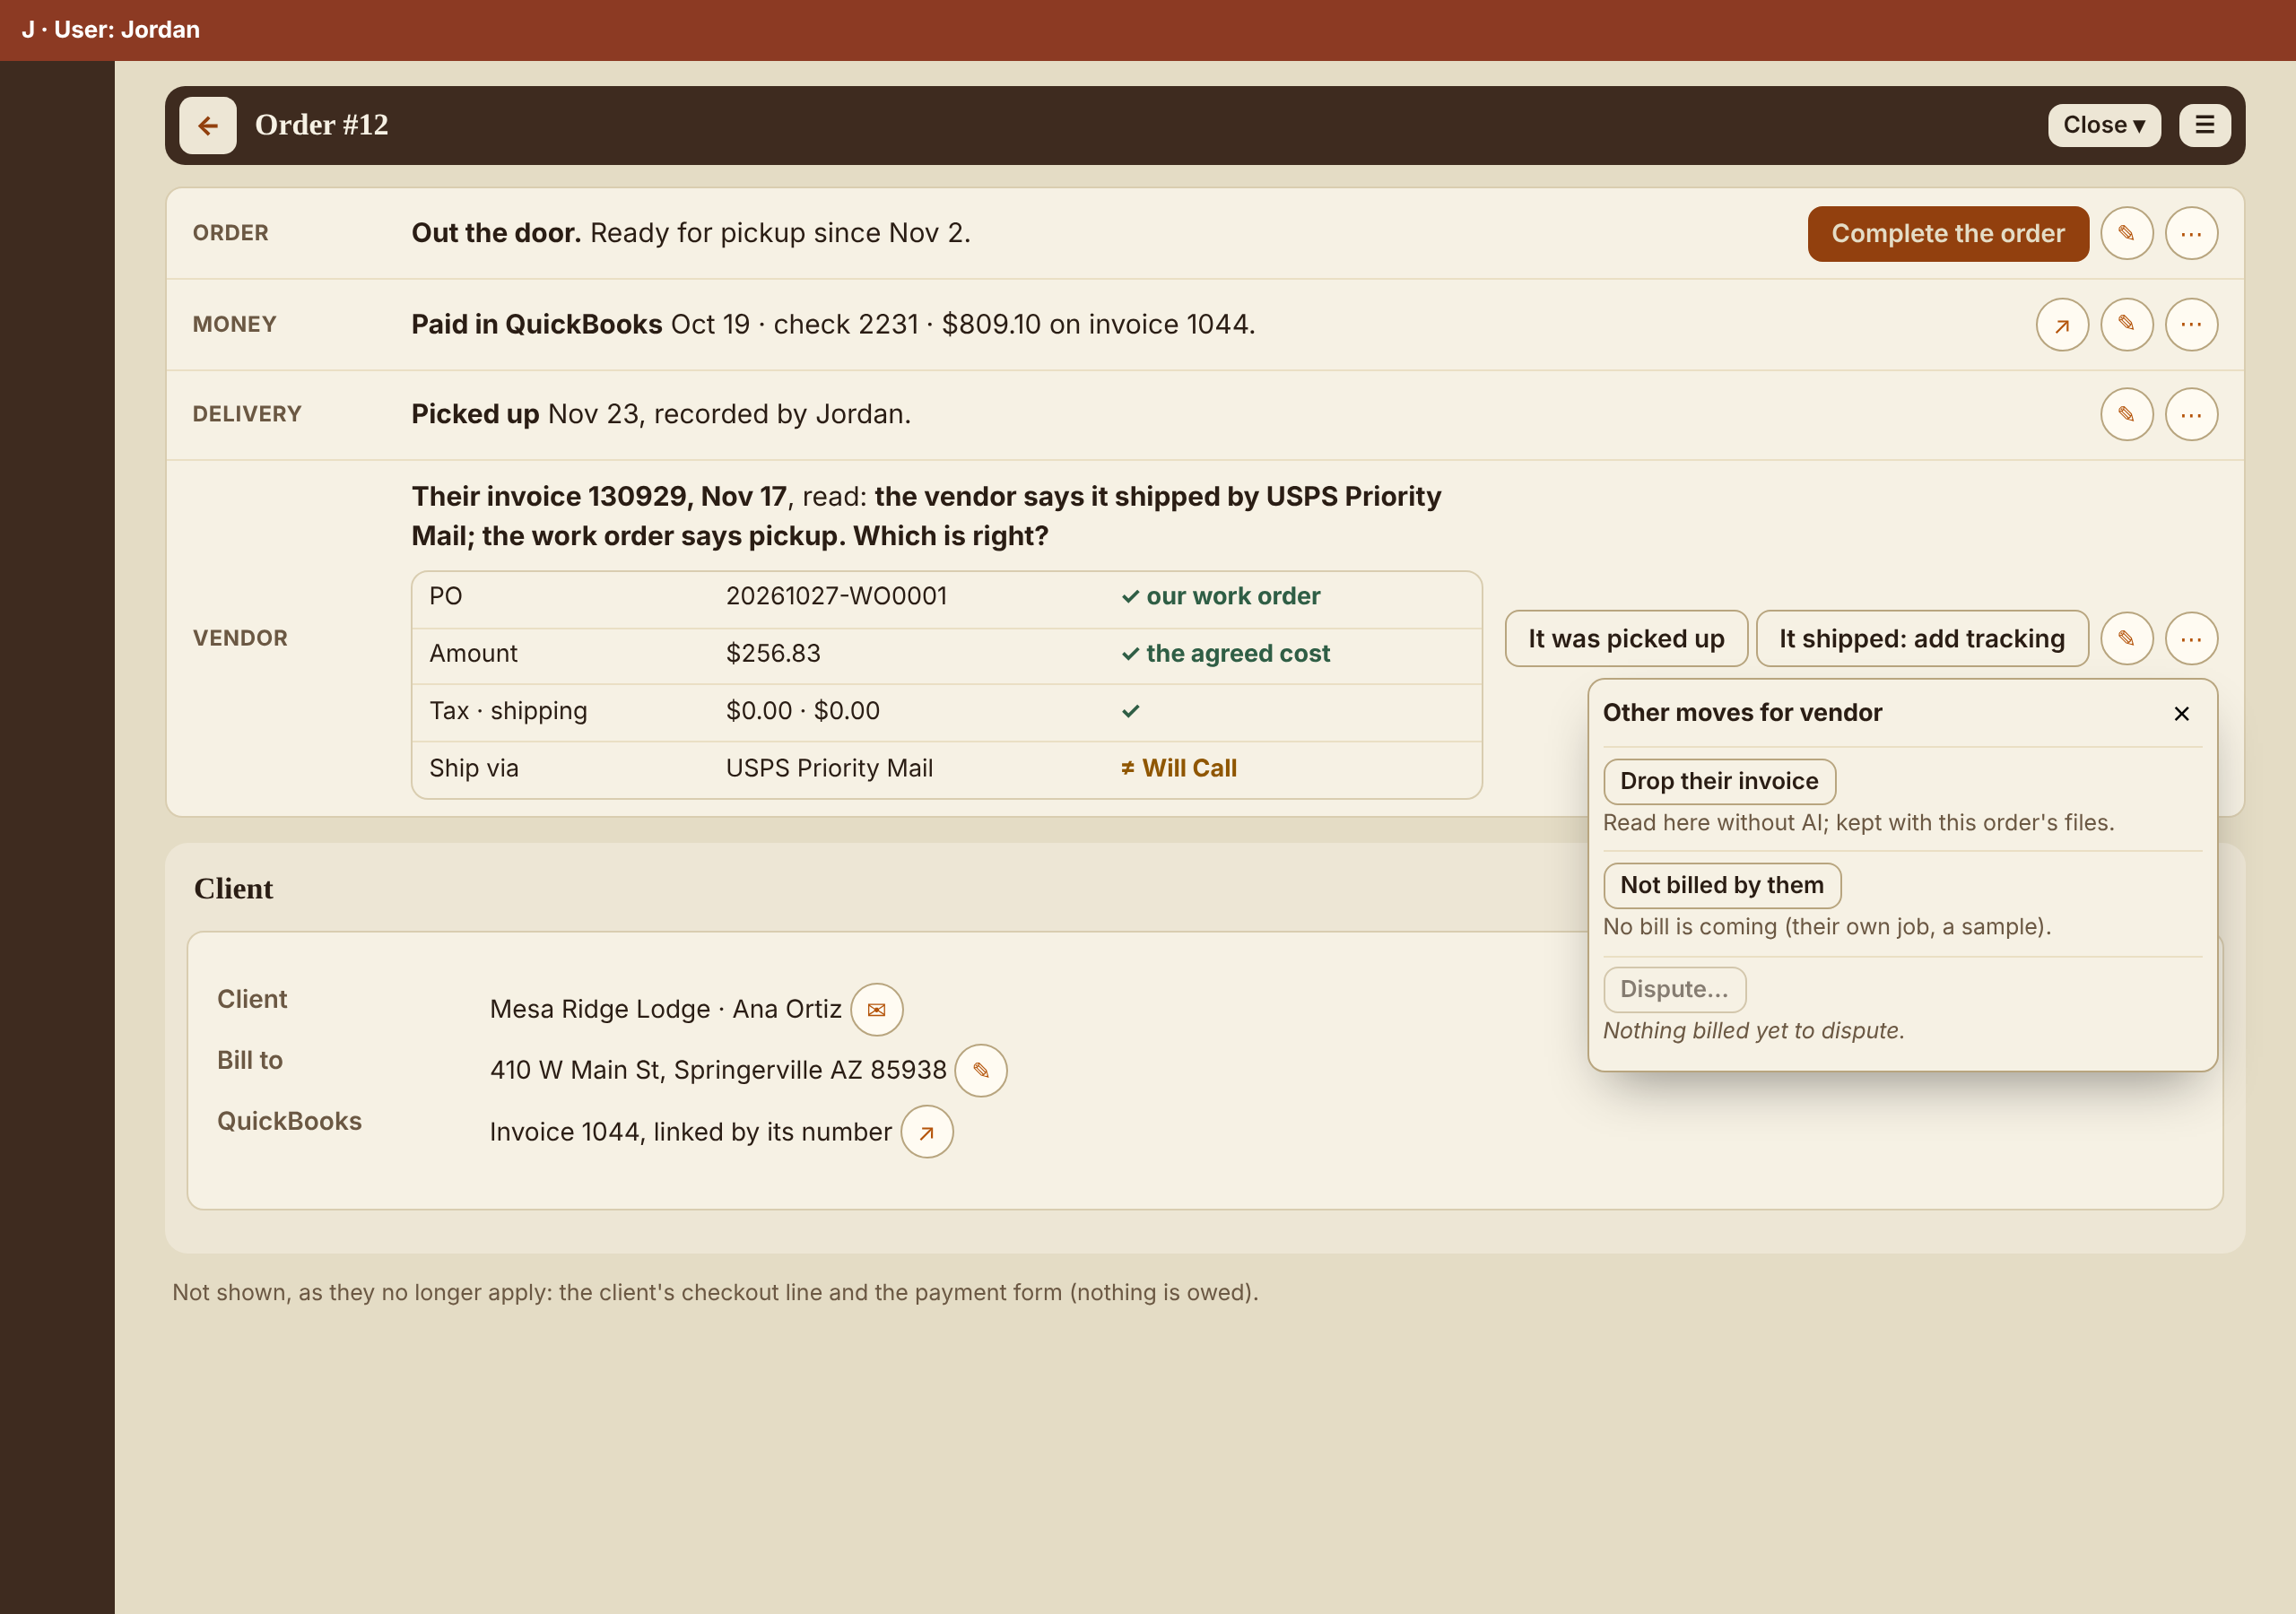 J · User: Jordan
← Order #12
Close ▾ ☰
ORDER
Out the door. Ready for pickup since Nov 2.
Complete the order ✎ ⋯
MONEY
Paid in QuickBooks Oct 19 · check 2231 · $809.10 on invoice 1044.
↗ ✎ ⋯
DELIVERY
Picked up Nov 23, recorded by Jordan.
✎ ⋯
VENDOR
Their invoice 130929, Nov 17, read: the vendor says it shipped by USPS Priority
Mail; the work order says pickup. Which is right?
PO 20261027-WO0001 ✓ our work order
Amount $256.83 ✓ the agreed cost
Tax · shipping $0.00 · $0.00 ✓
Ship via USPS Priority Mail ≠ Will Call
It was picked up
It shipped: add tracking ✎ ⋯
Other moves for vendor ✕
Drop their invoice
Read here without AI; kept with this order's files.
Not billed by them
No bill is coming (their own job, a sample).
Dispute…
Nothing billed yet to dispute.
Client
Client Mesa Ridge Lodge · Ana Ortiz ✉
Bill to 410 W Main St, Springerville AZ 85938 ✎
QuickBooks Invoice 1044, linked by its number ↗
Not shown, as they no longer apply: the client's checkout line and the payment form (nothing is owed).